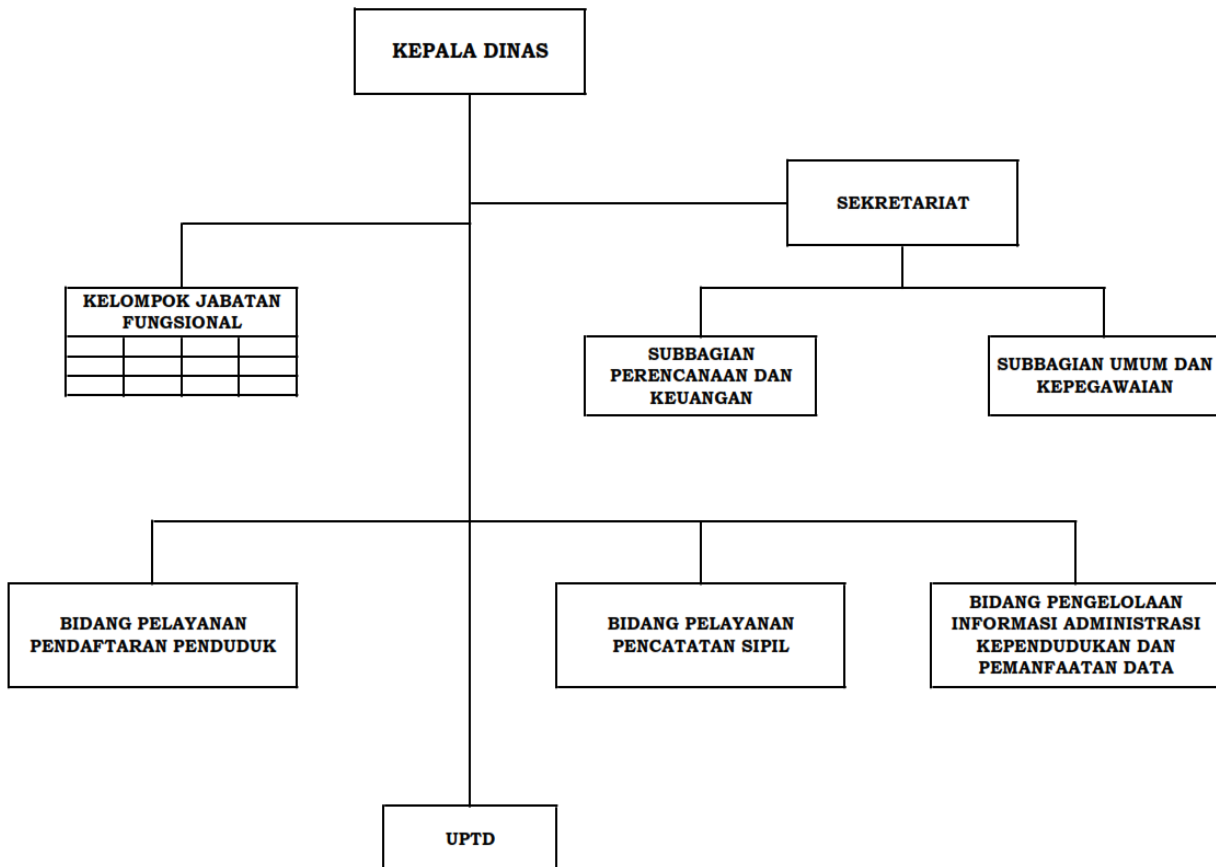 KEPALA DINAS
SEKRETARIAT
KELOMPOK JABATAN
FUNGSIONAL
SUBBAGIAN
PERENCANAAN DAN
KEUANGAN
SUBBAGIAN UMUM DAN
KEPEGAWAIAN
BIDANG PELAYANAN
PENDAFTARAN PENDUDUK
BIDANG PELAYANAN
PENCATATAN SIPIL
BIDANG PENGELOLAAN
INFORMASI ADMINISTRASI
KEPENDUDUKAN DAN
PEMANFAATAN DATA
UPTD